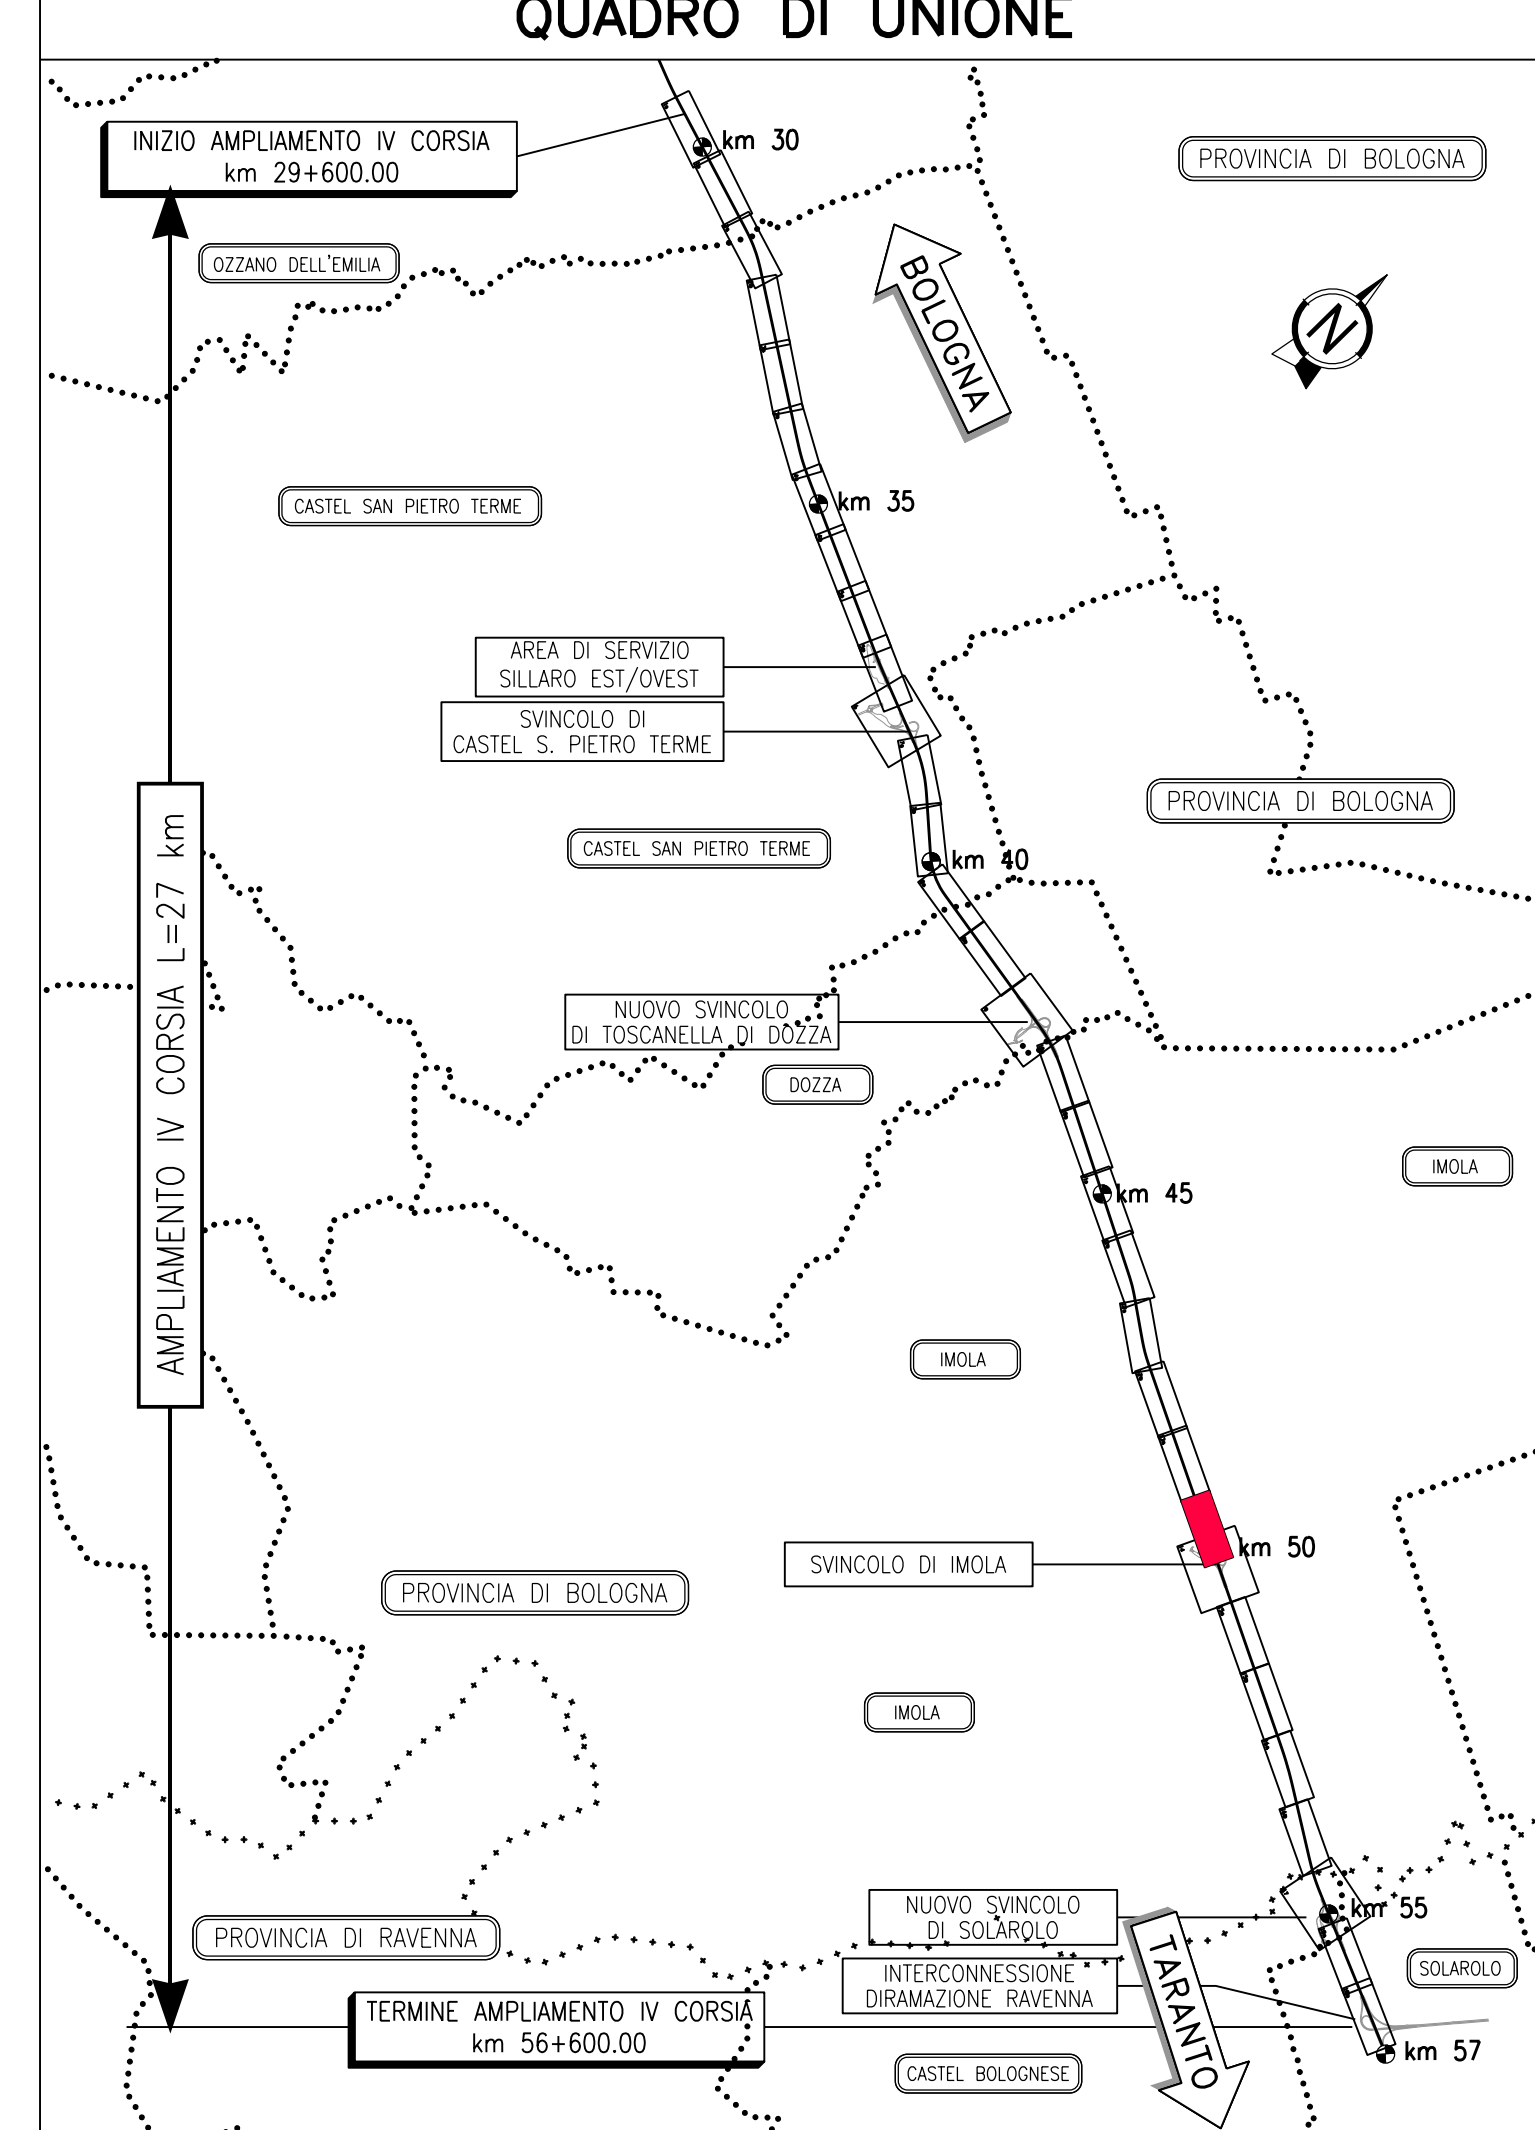 QUADRO DI UNIONE
INIZIO AMPLIAMENTO IV CORSIA
km 29+600.00
km 30
PROVINCIA DI BOLOGNA
OZZANO DELL'EMILIA
BOLOGNA
N
CASTEL SAN PIETRO TERME
km 35
AREA DI SERVIZIO
SILLARO EST/OVEST
SVINCOLO DI
CASTEL S. PIETRO TERME
PROVINCIA DI BOLOGNA
CASTEL SAN PIETRO TERME
km 40
AMPLIAMENTO IV CORSIA L=27 km
NUOVO SVINCOLO
DI TOSCANELLA DI DOZZA
DOZZA
IMOLA
km 45
IMOLA
km 50
SVINCOLO DI IMOLA
PROVINCIA DI BOLOGNA
IMOLA
NUOVO SVINCOLO
DI SOLAROLO
km 55
PROVINCIA DI RAVENNA
TARANTO
SOLAROLO
INTERCONNESSIONE
DIRAMAZIONE RAVENNA
TERMINE AMPLIAMENTO IV CORSIA
km 56+600.00
km 57
CASTEL BOLOGNESE